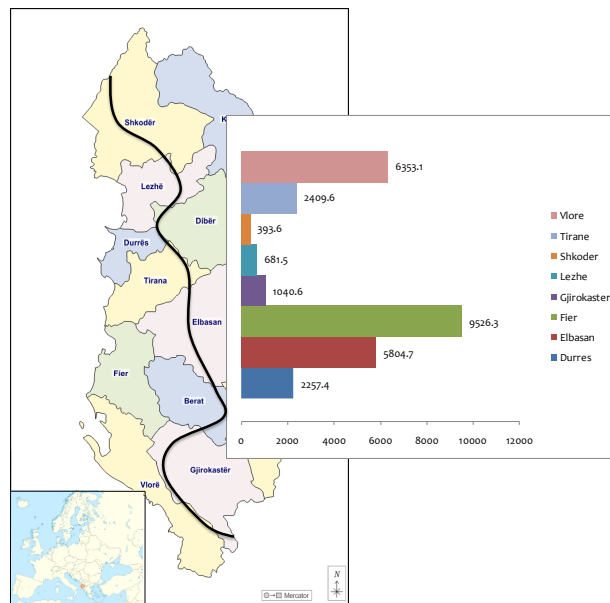 Shkodër
K
Lezhë
Dibër
Durrës
Tirana
Elbasan
Fier
Berat
Gjirokastër
Vlorë
6353.1
2409.6
393.6
681.5
1040.6
9526.3
5804.7
2257.4
0 2000 4000 6000 8000 10000 12000
Vlore
Tirane
Shkoder
Lezhe
Gjirokaster
Fier
Elbasan
Durres
Mercator
N